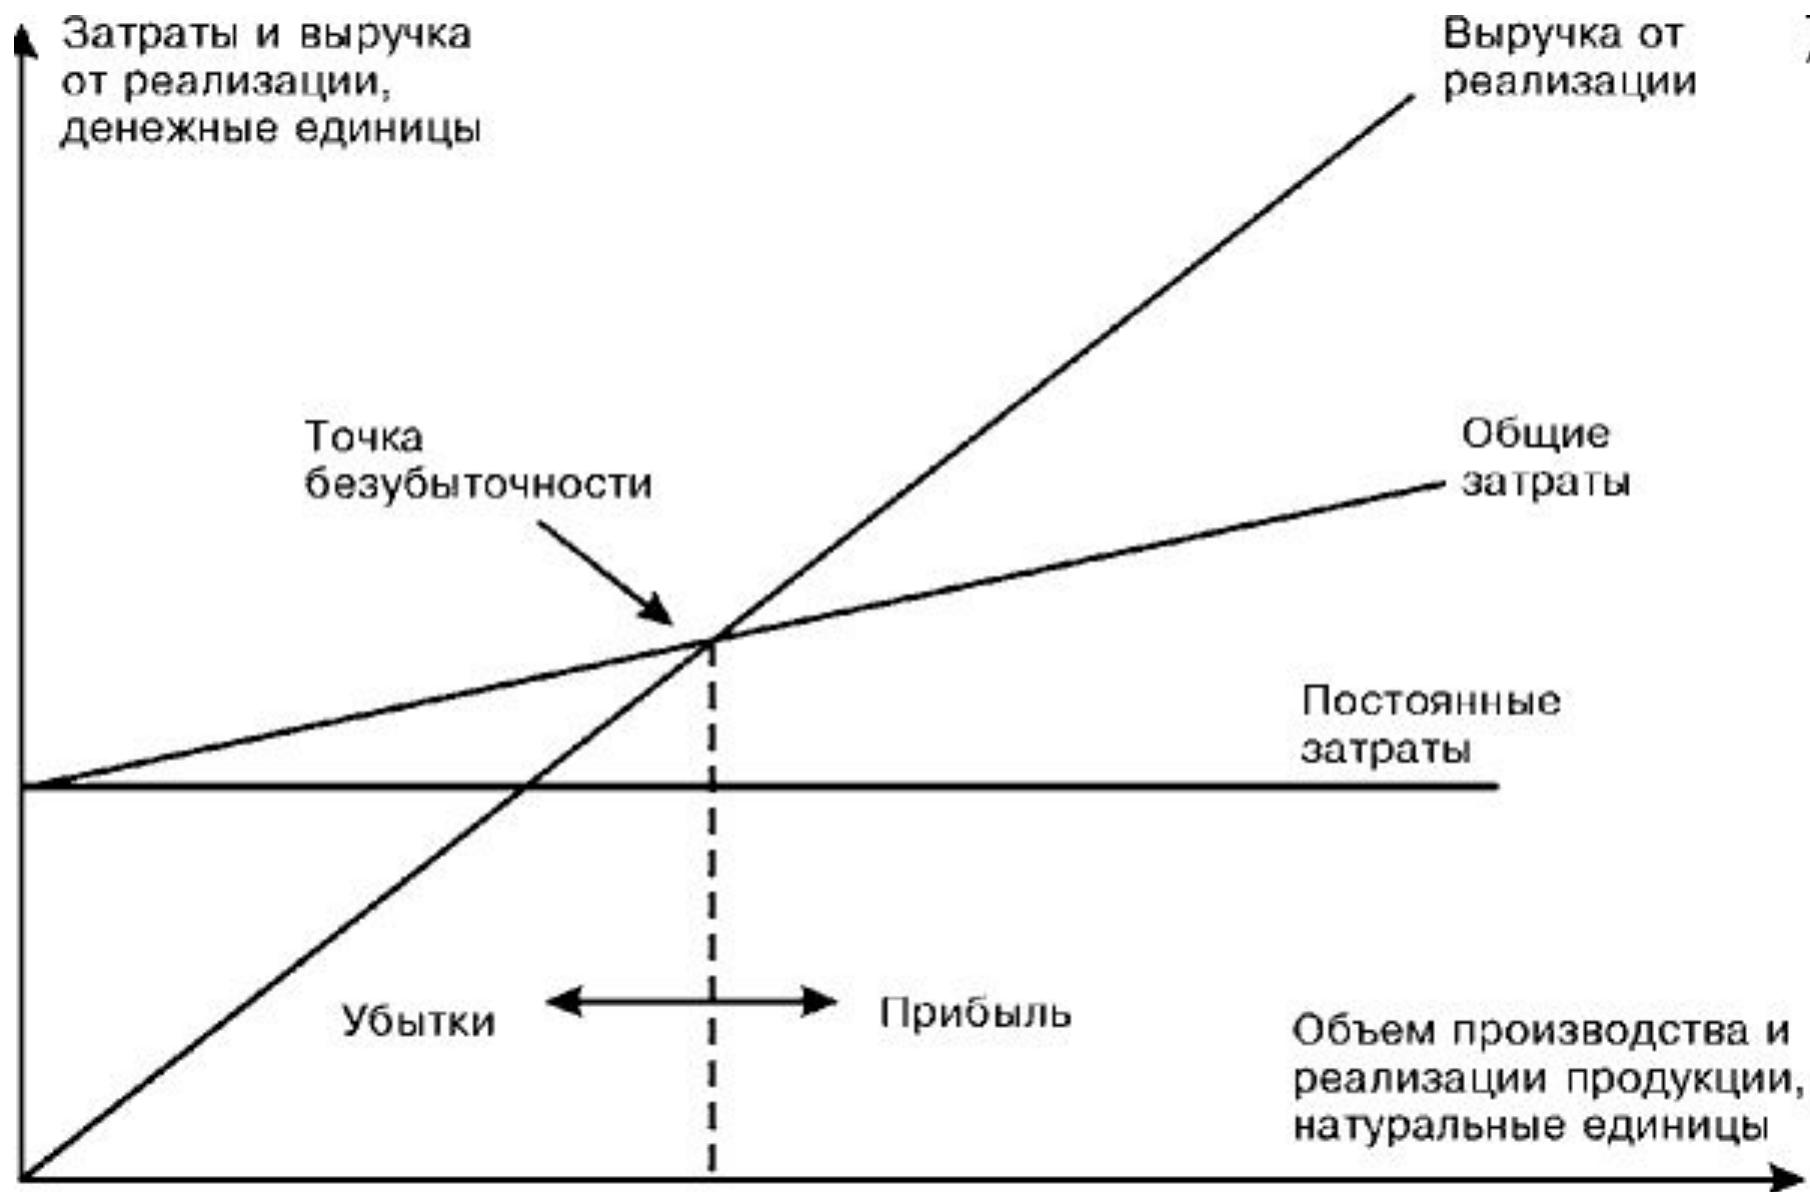 Затраты и выручка
от реализации,
денежные единицы
Выручка от
реализации
Точка
безубыточности
Общие
затраты
Постоянные
затраты
Убытки
Прибыль
Объем производства и
реализации продукции,
натуральные единицы